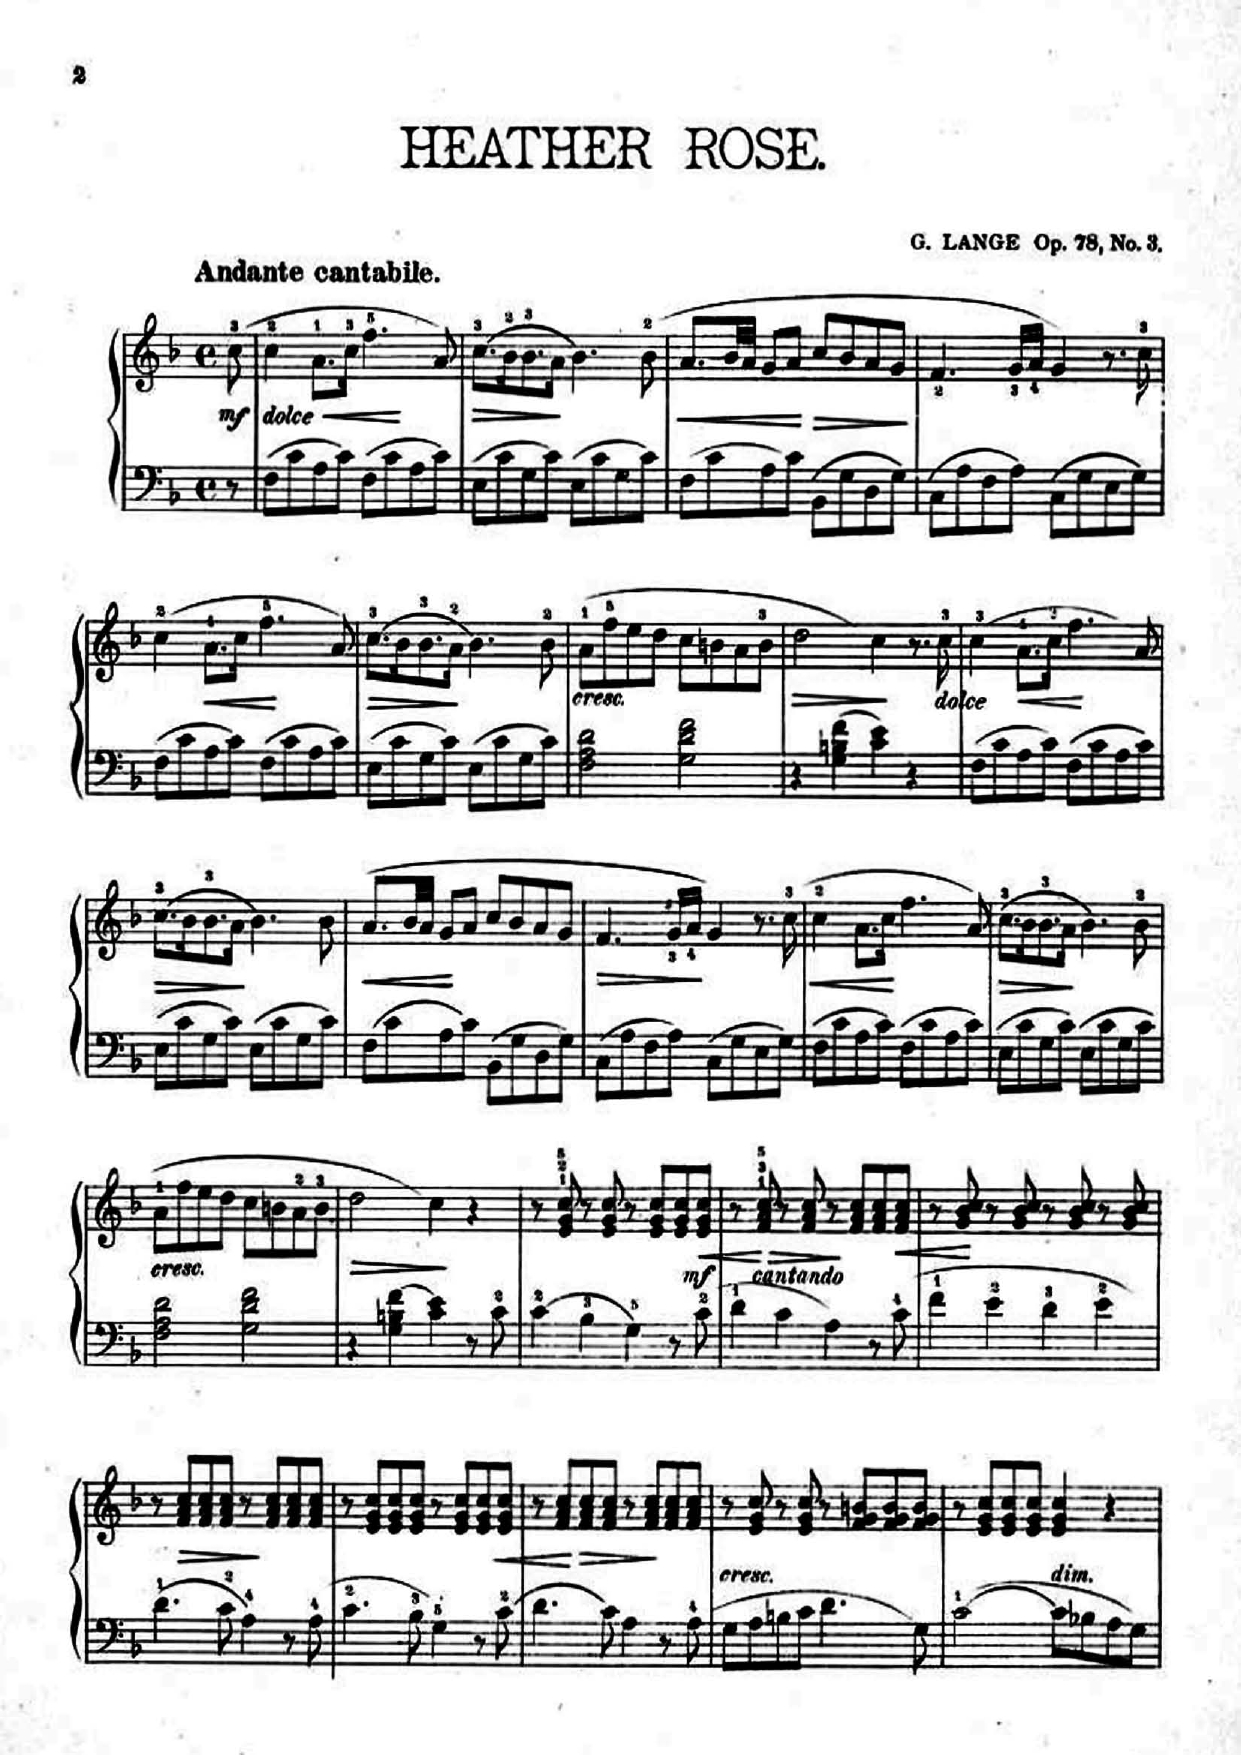 2
HEATHER ROSE.
G. LANGE Op. 78, No. 3.
Andante cantabile.
mf dolce
cresc. dolce
cresc. mf cantando
cresc. dim.